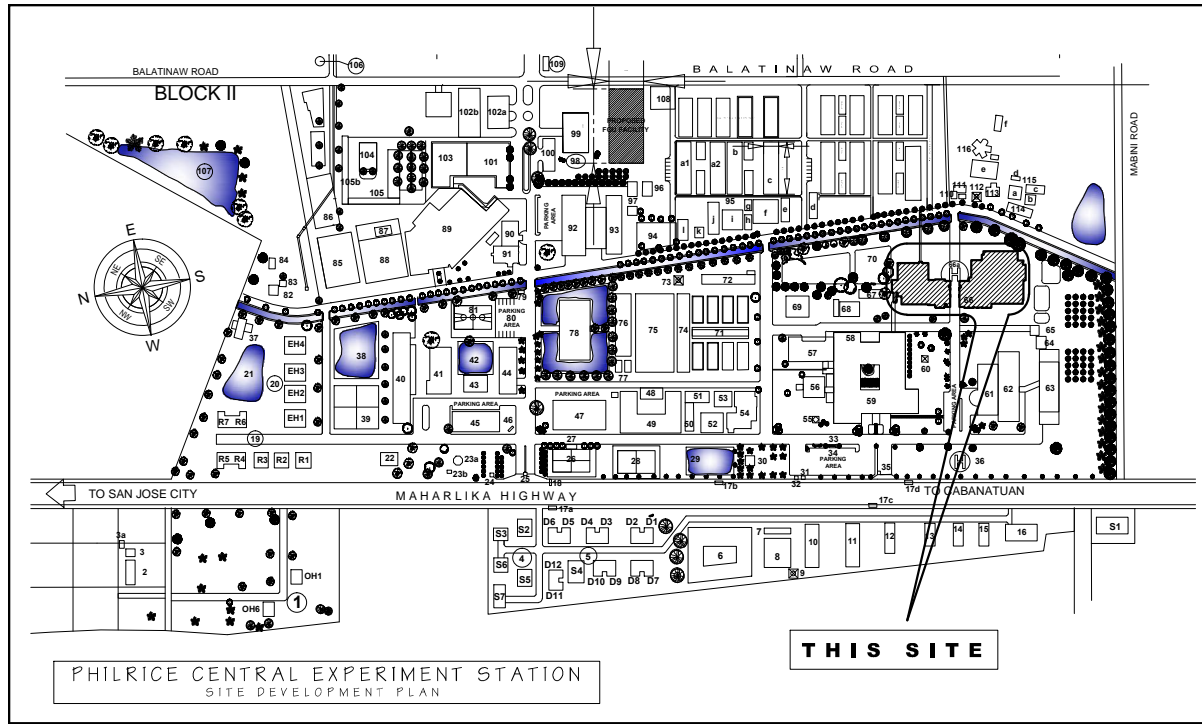 BALATINAW ROAD
BLOCK II
106
109
BALATINAW ROAD
MABINI ROAD
102b
102a
99
PROPOSED
108
100
98
104
103
101
105b
105
107
a1
a2
b
c
96
95
97
116
f
e
d
115
a
c
b
110
111
112
113
114
86
87
89
85
88
90
91
PARKING AREA
92
93
94
l
k
j
i
g
h
f
e
d
E
SE
S
SW
W
NW
N
NE
84
83
82
70
73
72
79
81
PARKING
80
AREA
78
76
75
74
71
77
69
68
67
37
21
20
EH4
EH3
EH2
EH1
38
39
40
41
42
43
44
PARKING AREA
45
46
PARKING AREA
47
48
49
51
50
52
53
54
57
56
55
58
59
60
PARKING AREA
61
62
63
64
65
R7 R6
19
R5 R4
R3
R2
R1
22
23a
23b
24
25
26
27
28
29
30
31
32
33
34
PARKING
AREA
35
36
TO SAN JOSE CITY
MAHARLIKA HIGHWAY
TO CABANATUAN
18
17a
17b
17c
17d
3a
3
2
OH1
OH6
1
S3
S2
S6
4
S5
S7
D6 D5
D4 D3
D2 D1
5
D12
D11
S4
D10 D9
D8 D7
6
7
8
9
10
11
12
13
14
15
16
S1
THIS SITE
PHILRICE CENTRAL EXPERIMENT STATION
SITE DEVELOPMENT PLAN